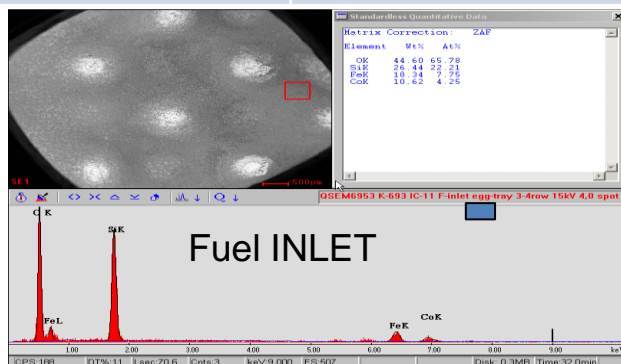 Standardless Quantitative Data
Matrix Correction: ZAF
Element Wt% At%
OK 44.60 65.78
SiK 26.44 22.21
FeK 18.34 7.75
CoK 10.62 4.25
SE1 500µm
QSEM6953 K-693 IC-11 F-inlet egg-tray 3-4row 15kV 4,0 spot
O K
SiK
Fuel INLET
FeL
FeK
CoK
1.00 2.00 3.00 4.00 5.00 6.00 7.00 8.00 9.00 keV
CPS:188 DT%:11 Lsec:70.6 Cnts:3 keV:9.000 FS:507 Disk: 0.3MB Time:32.0min